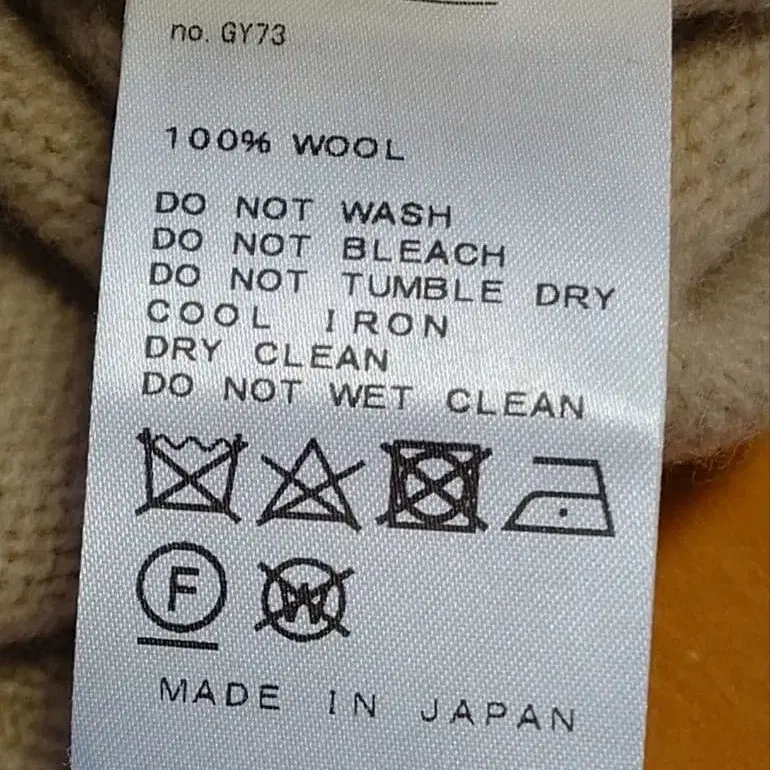 no. GY73
100% WOOL
DO NOT WASH
DO NOT BLEACH
DO NOT TUMBLE DRY
COOL IRON
DRY CLEAN
DO NOT WET CLEAN
F W
MADE IN JAPAN